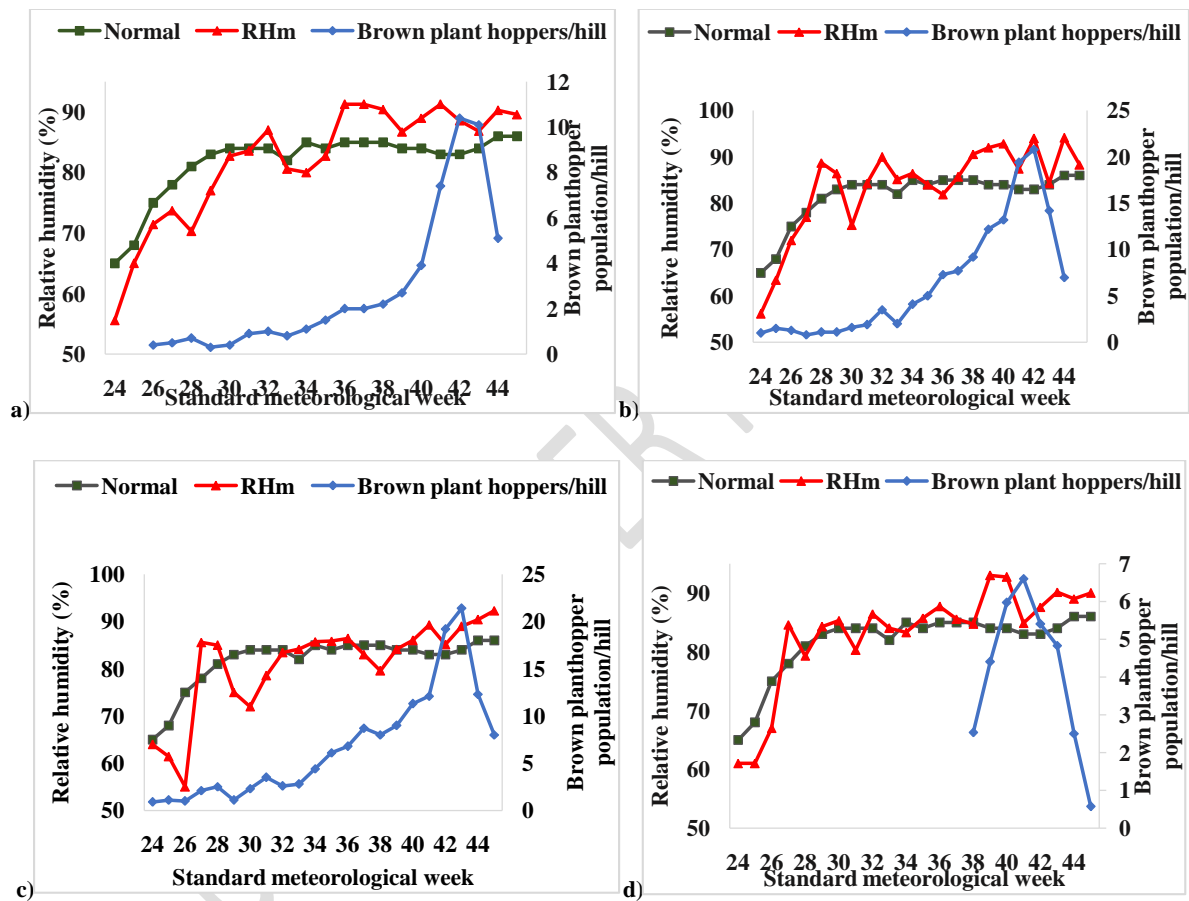 Normal RHm Brown plant hoppers/hill
12
10
8
6
4
2
0
90
80
70
60
50
Relative humidity (%)
Brown planthopper
population/hill
24 26 28 30 32 34 36 38 40 42 44
Standard meteorological week
a)
Normal RHm Brown plant hoppers/hill
100
90
80
70
60
50
25
20
15
10
5
0
Relative humidity (%)
Brown planthopper
population/hill
24 26 28 30 32 34 36 38 40 42 44
Standard meteorological week
b)
Normal RHm Brown plant hoppers/hill
100
90
80
70
60
50
25
20
15
10
5
0
Relative humidity (%)
Brown planthopper
population/hill
24 26 28 30 32 34 36 38 40 42 44
Standard meteorological week
c)
Normal RHm Brown plant hoppers/hill
90
80
70
60
50
7
6
5
4
3
2
1
0
Relative humidity (%)
Brown planthopper
population/hill
24 26 28 30 32 34 36 38 40 42 44
Standard meteorological week
d)